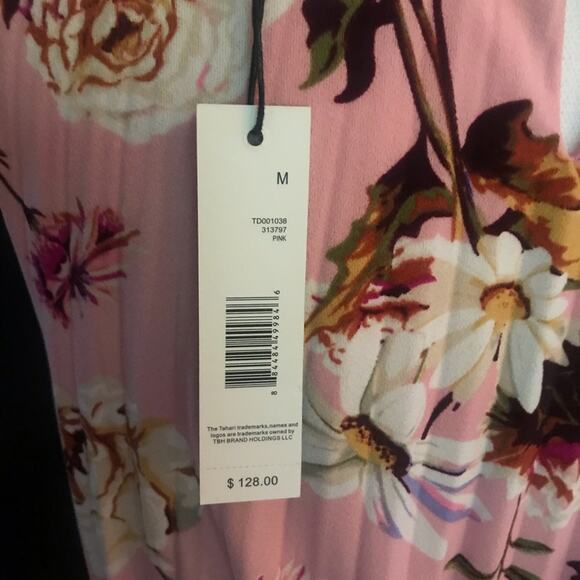 M
TD001038
313797
PINK
8 84484 49984 6
The Tahari trademarks,names and
logos are trademarks owned by
TBH BRAND HOLDINGS LLC
$ 128.00